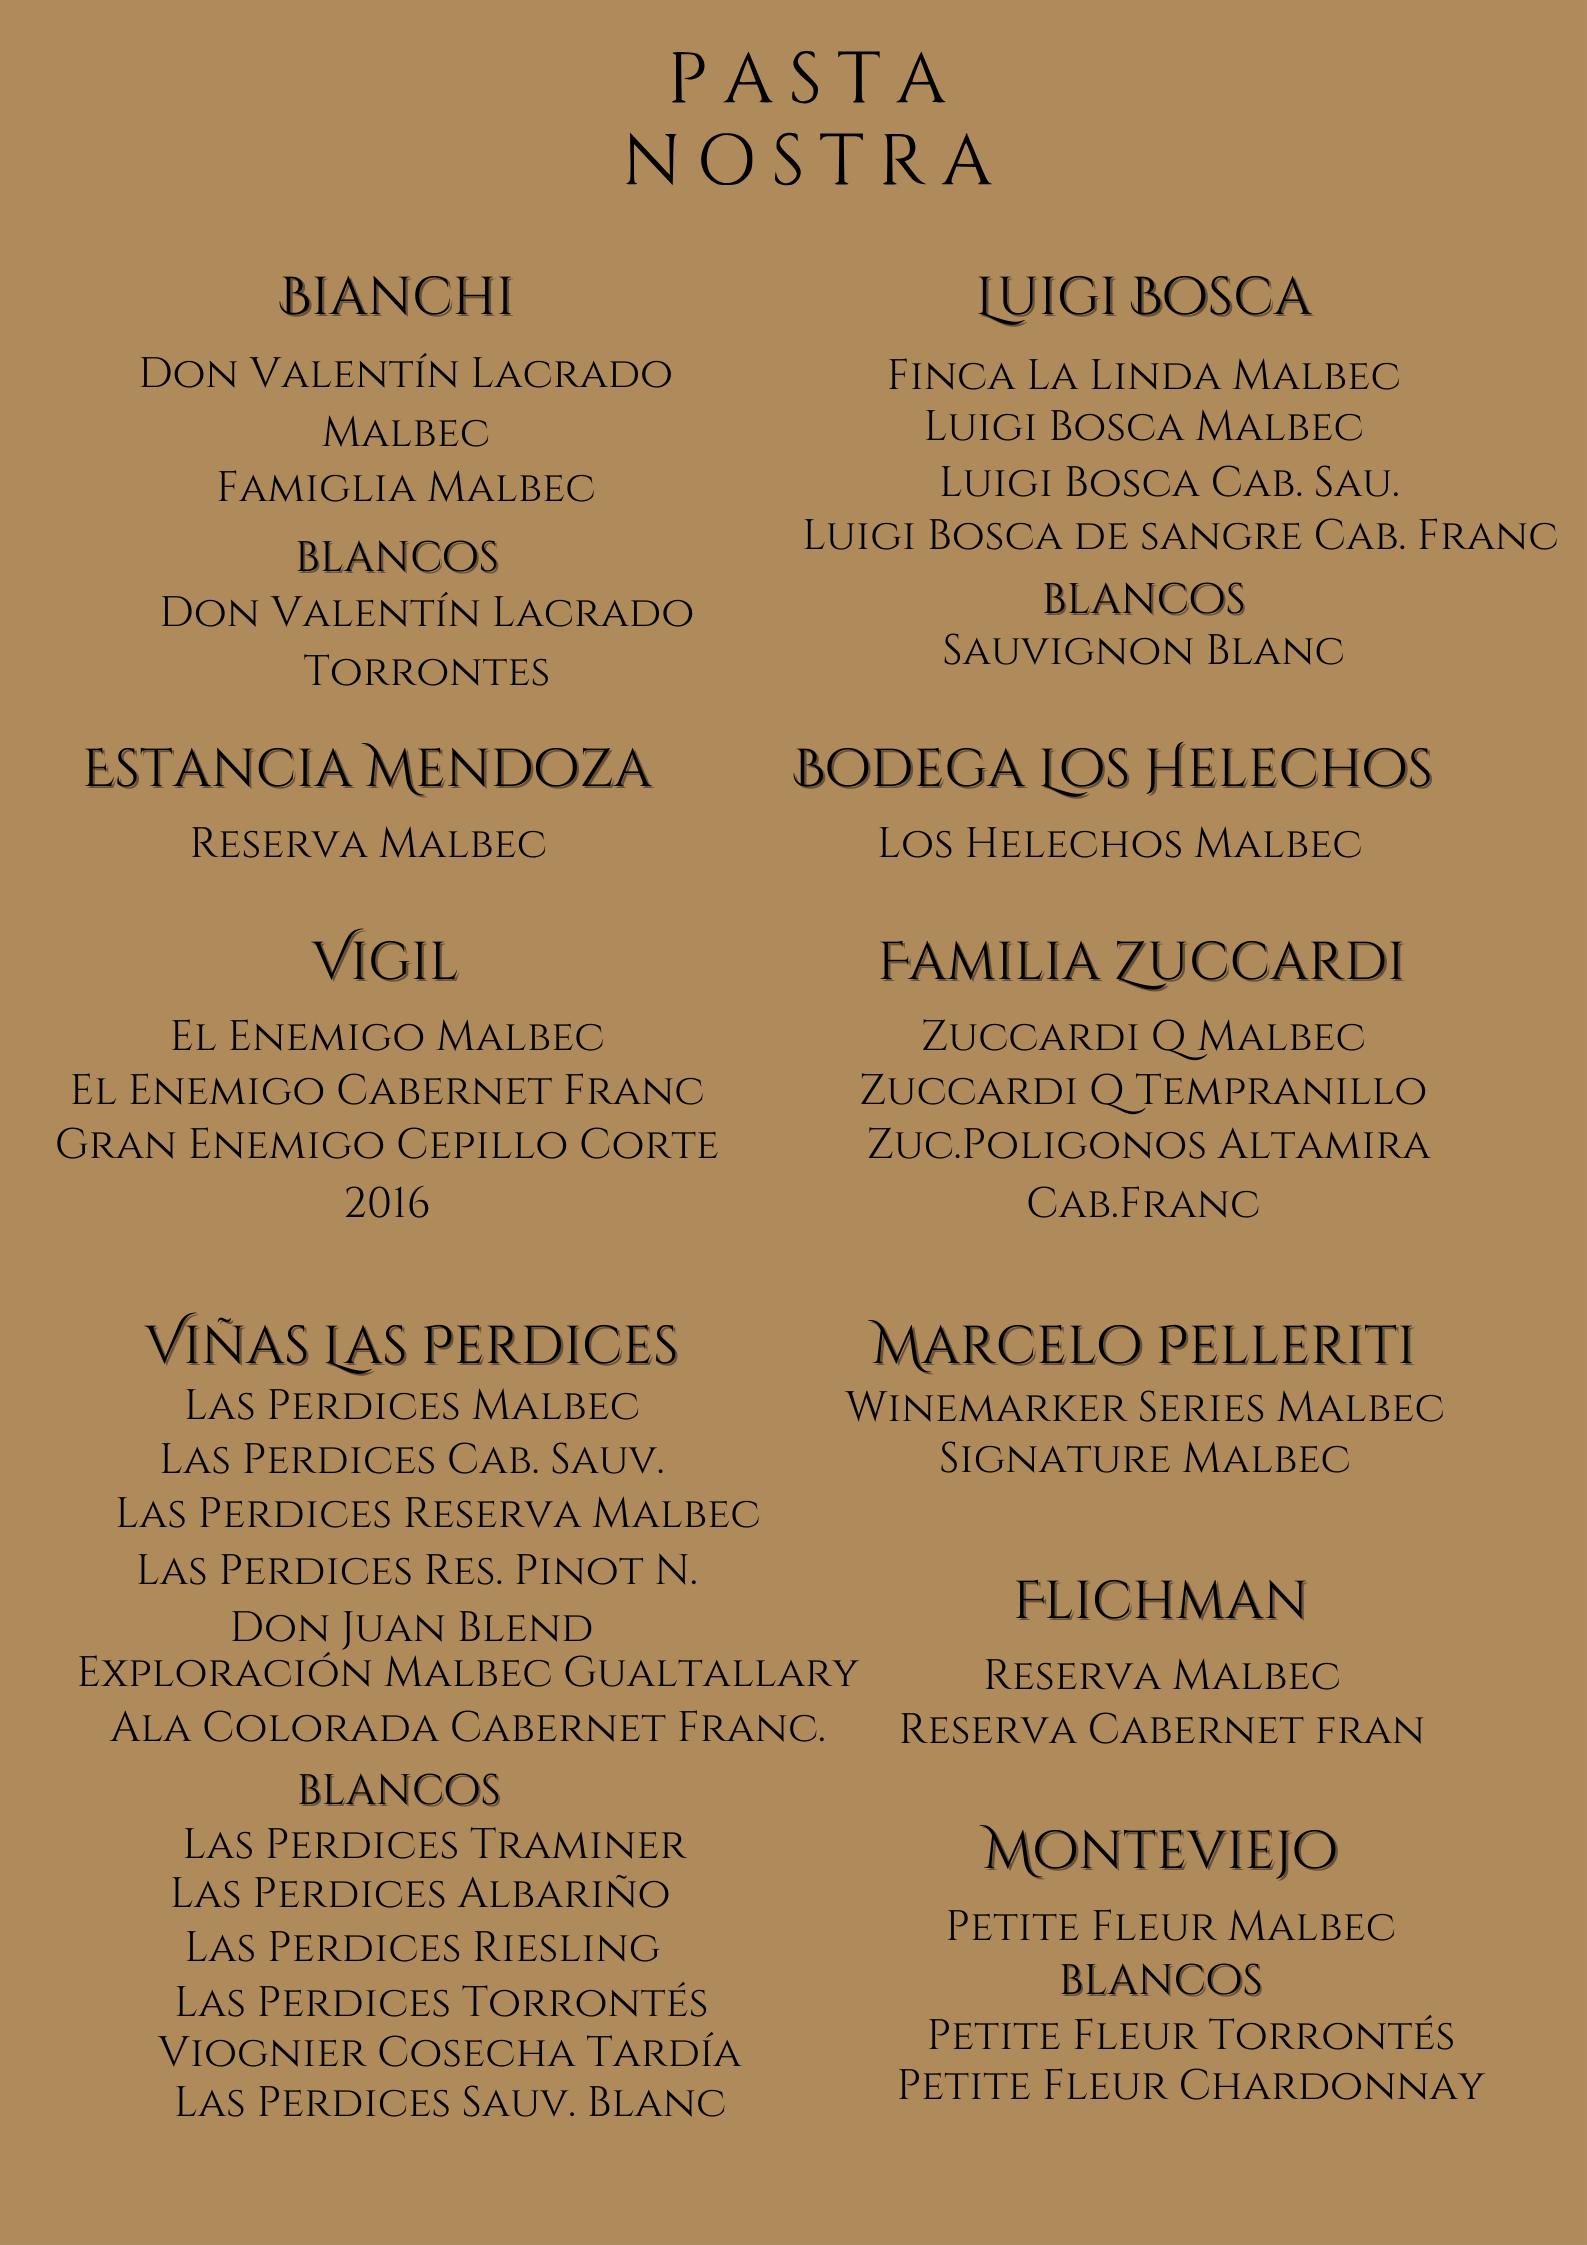 PASTA
NOSTRA
Bianchi
Don Valentín Lacrado
Malbec
Famiglia Malbec
BLANCOS
Don Valentín Lacrado
Torrontes
Estancia Mendoza
Reserva Malbec
Vigil
El Enemigo Malbec
El Enemigo Cabernet Franc
Gran Enemigo Cepillo Corte
2016
Viñas Las Perdices
Las Perdices Malbec
Las Perdices Cab. Sauv.
Las Perdices Reserva Malbec
Las Perdices Res. Pinot N.
Don Juan Blend
Exploración Malbec Gualtallary
Ala Colorada Cabernet Franc.
BLANCOS
Las Perdices Traminer
Las Perdices Albariño
Las Perdices Riesling
Las Perdices Torrontés
Viognier Cosecha Tardía
Las Perdices Sauv. Blanc
Luigi Bosca
Finca La Linda Malbec
Luigi Bosca Malbec
Luigi Bosca Cab. Sau.
Luigi Bosca de sangre Cab. Franc
BLANCOS
Sauvignon Blanc
Bodega Los Helechos
Los Helechos Malbec
Familia Zuccardi
Zuccardi Q Malbec
Zuccardi Q Tempranillo
Zuc.Poligonos Altamira
Cab.Franc
Marcelo Pelleriti
Winemarker Series Malbec
Signature Malbec
Flichman
Reserva Malbec
Reserva Cabernet fran
Monteviejo
Petite Fleur Malbec
BLANCOS
Petite Fleur Torrontés
Petite Fleur Chardonnay